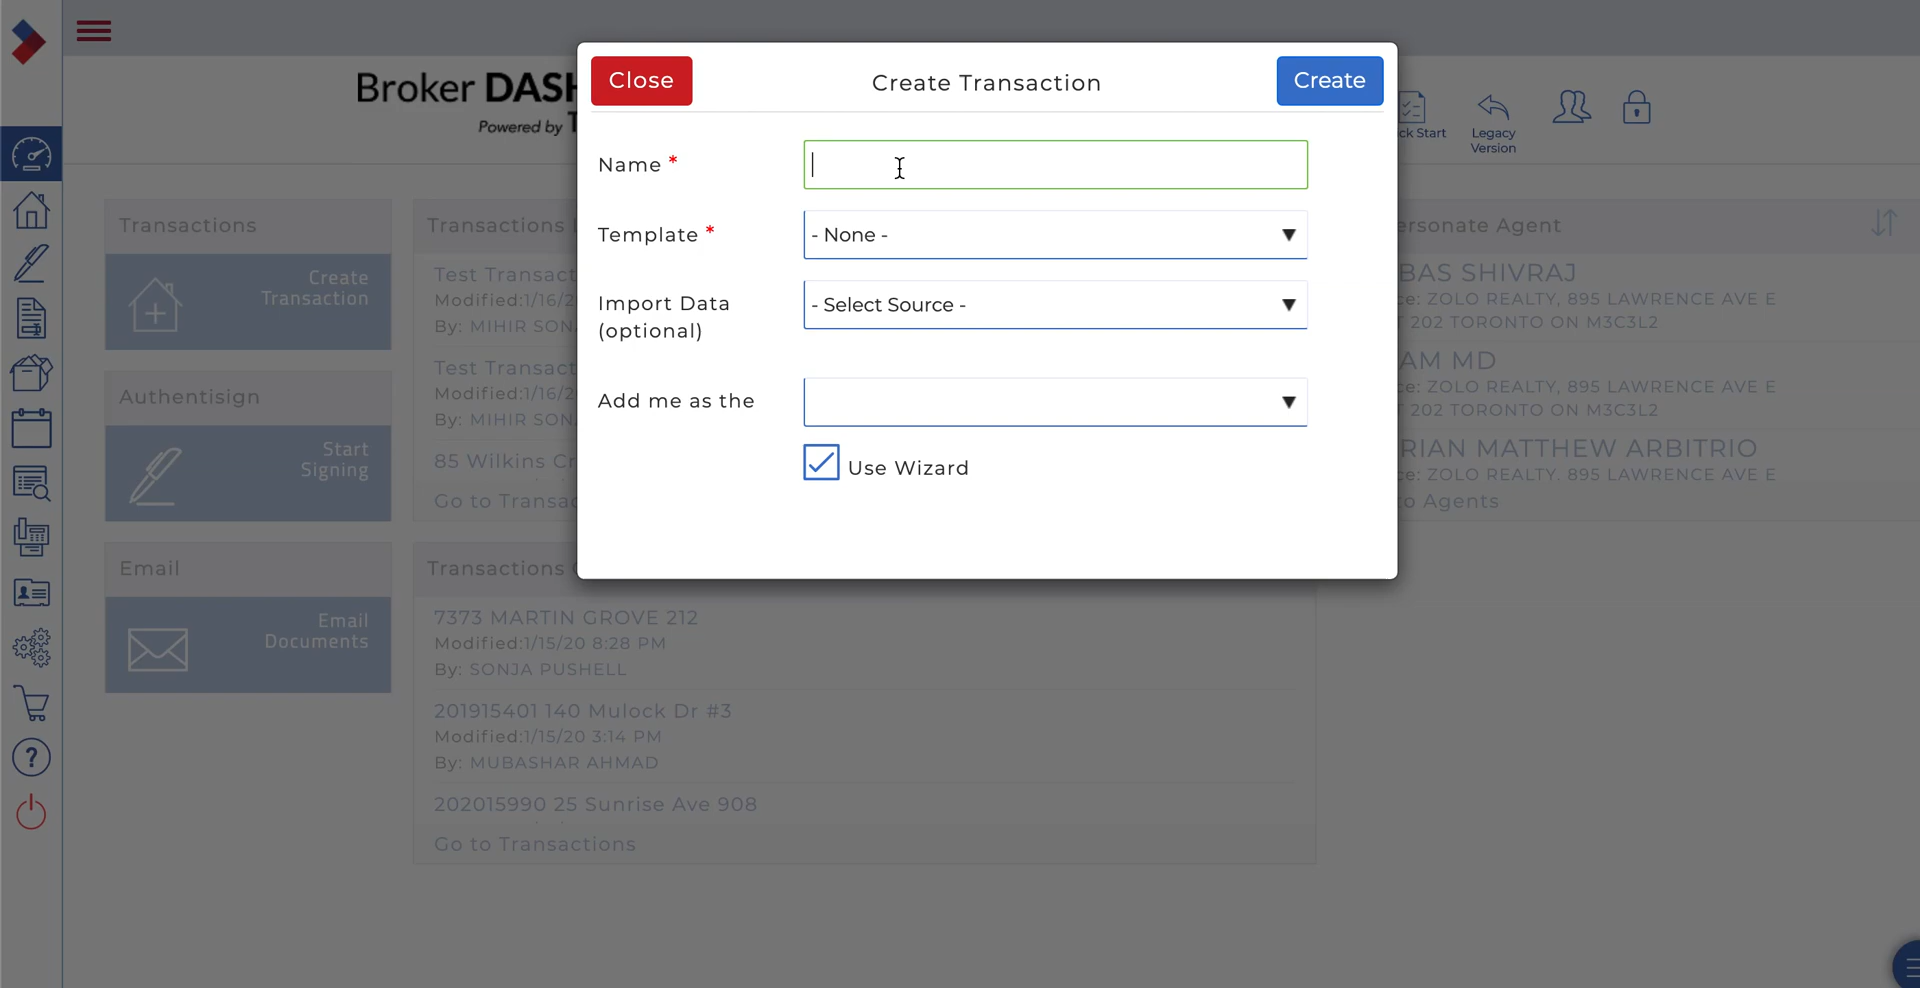 Close
Create Transaction
Create
Name *
Template *
- None -
Import Data
(optional)
- Select Source -
Add me as the
Use Wizard
Broker DASH
Powered by T
ck Start
Legacy
Version
Transactions
Create
Transaction
Authentisign
Start
Signing
Email
Email
Documents
Transactions
Test Transact
Modified:1/16/2
By: MIHIR SONA
Test Transact
Modified:1/16/2
By: MIHIR SON
85 Wilkins Cr
Go to Transac
Transactions
7373 MARTIN GROVE 212
Modified:1/15/20 8:28 PM
By: SONJA PUSHELL
201915401 140 Mulock Dr #3
Modified:1/15/20 3:14 PM
By: MUBASHAR AHMAD
202015990 25 Sunrise Ave 908
Go to Transactions
ersonate Agent
BAS SHIVRAJ
ce: ZOLO REALTY, 895 LAWRENCE AVE E
202 TORONTO ON M3C3L2
AM MD
ce: ZOLO REALTY, 895 LAWRENCE AVE E
202 TORONTO ON M3C3L2
RIAN MATTHEW ARBITRIO
ce: ZOLO REALTY. 895 LAWRENCE AVE E
o Agents